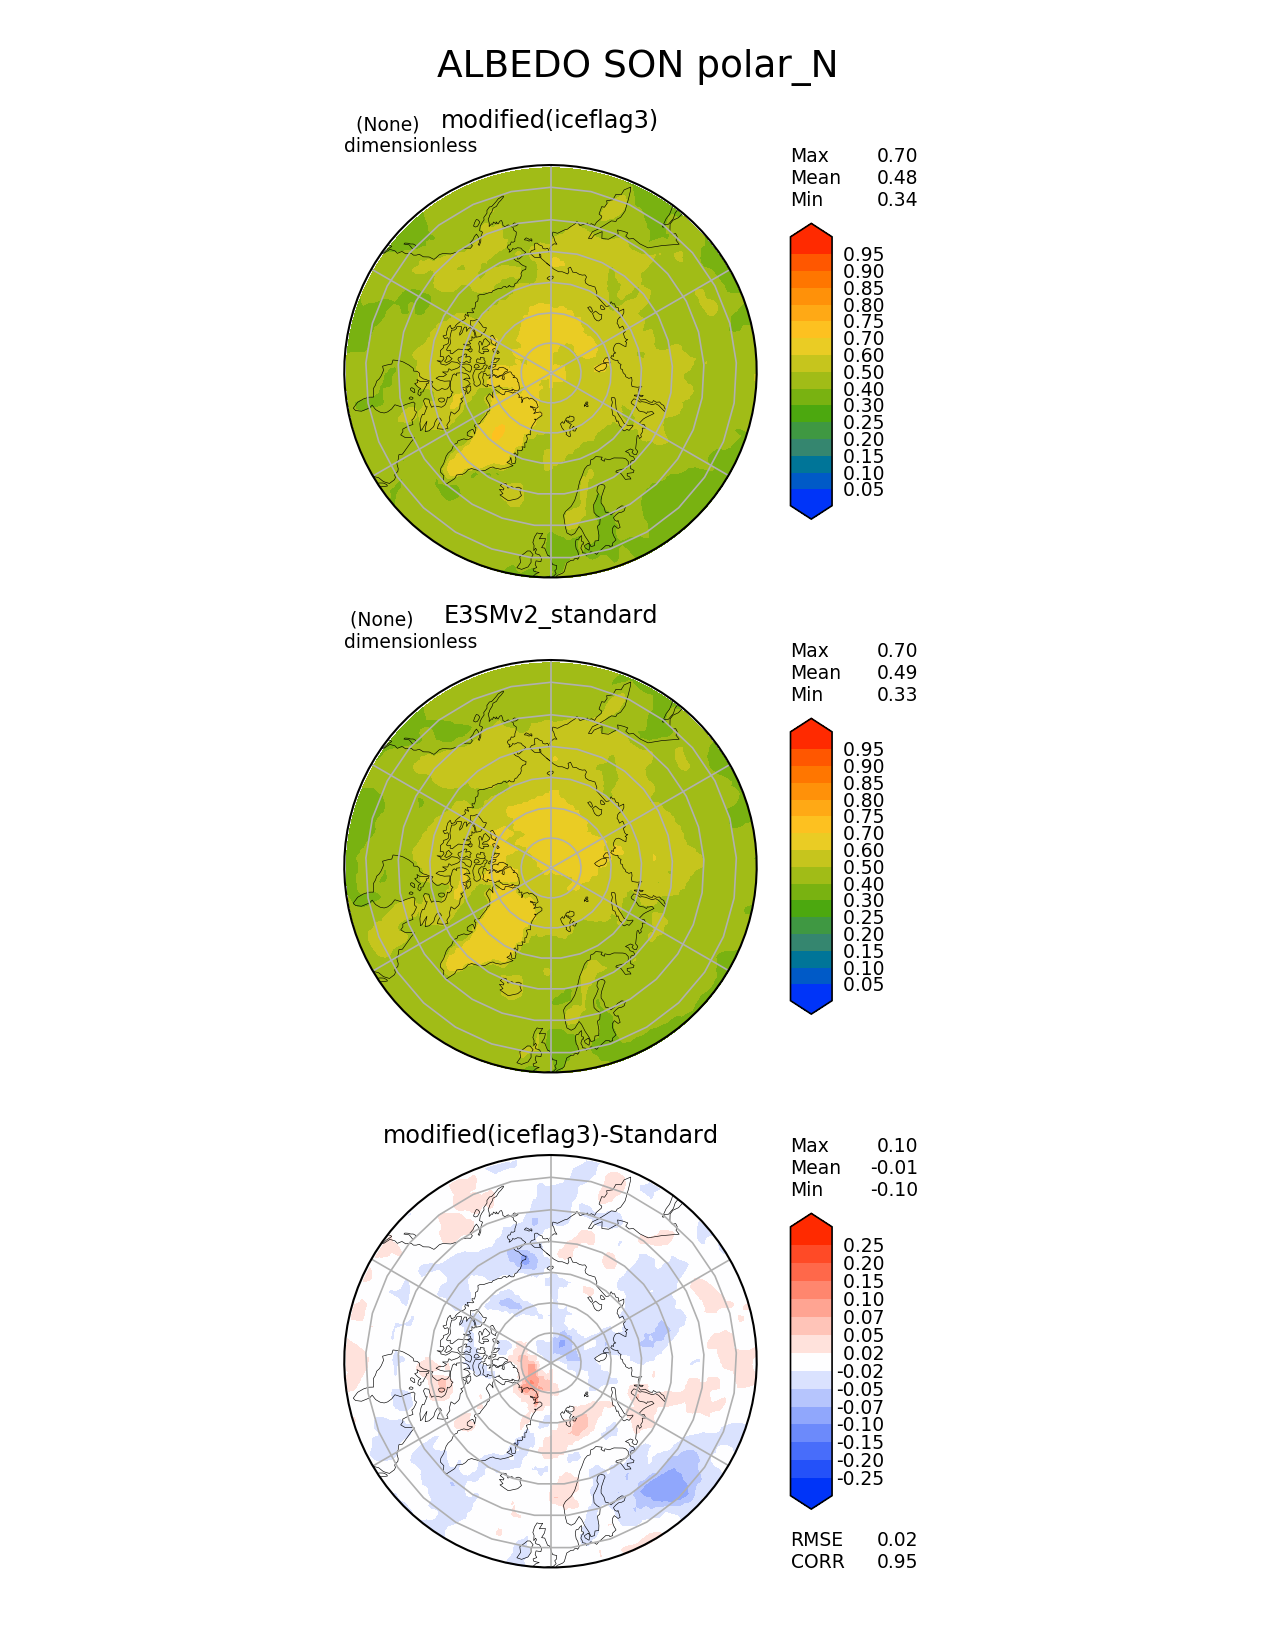 ALBEDO SON polar_N
(None) modified(iceflag3)
dimensionless
Max 0.70
Mean 0.48
Min 0.34
0.95
0.90
0.85
0.80
0.75
0.70
0.60
0.50
0.40
0.30
0.25
0.20
0.15
0.10
0.05
(None) E3SMv2_standard
dimensionless
Max 0.70
Mean 0.49
Min 0.33
0.95
0.90
0.85
0.80
0.75
0.70
0.60
0.50
0.40
0.30
0.25
0.20
0.15
0.10
0.05
modified(iceflag3)-Standard
Max 0.10
Mean -0.01
Min -0.10
0.25
0.20
0.15
0.10
0.07
0.05
0.02
-0.02
-0.05
-0.07
-0.10
-0.15
-0.20
-0.25
RMSE 0.02
CORR 0.95